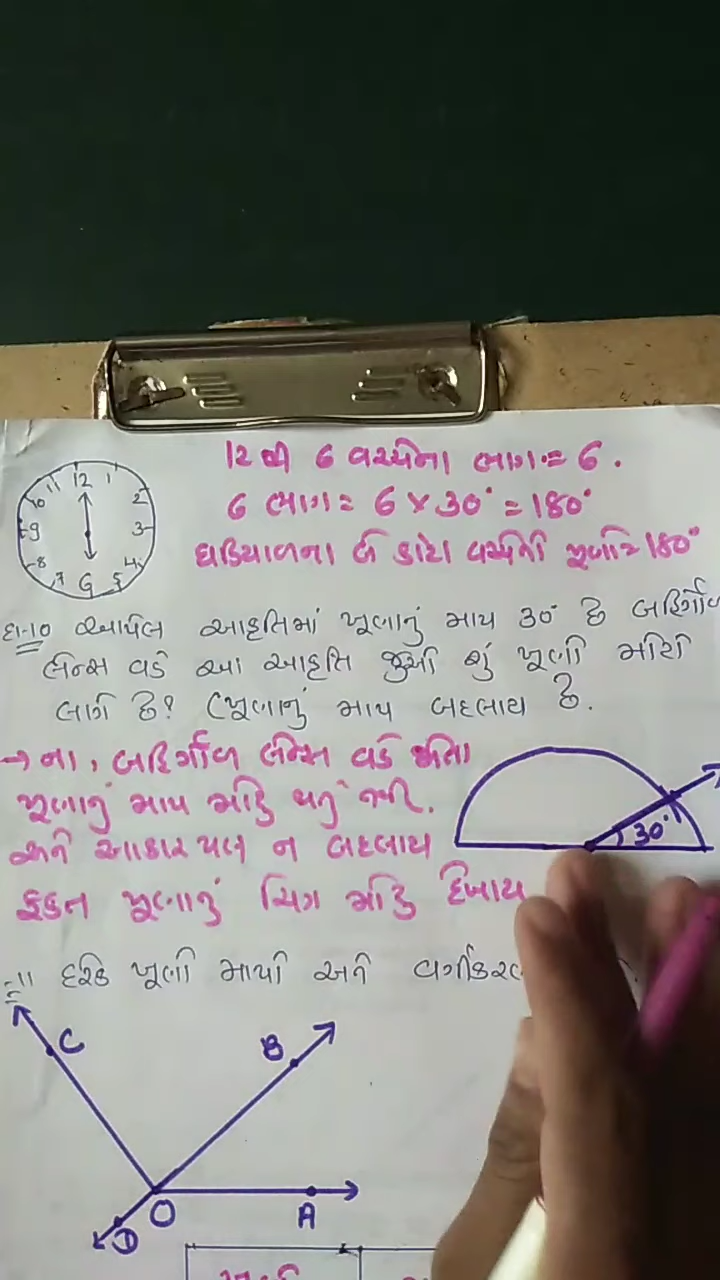 12 થી 6 વચ્ચેના ભાગ = 6.
6 ભાગ = 6 × 30° = 180°
ઘડિયાળના બે કાંટા વચ્ચેનો ખૂણો = 180°
12
1
2
3
4
5
6
7
8
9
10
11
દા-10 આપેલ આકૃતિમાં ખૂણાનું માપ 30° છે બહિર્ગોળ
લેન્સ વડે આ આકૃતિ જુઓ શું ખૂણો મોટો
લાગે છે? (ખૂણાનું માપ બદલાય છે.
→ ના, બહિર્ગોળ લેન્સ વડે જોતા
ખૂણાનું માપ મોટું થતું નથી.
અને આકાર પણ ન બદલાય
ફક્ત ખૂણાનું ચિત્ર મોટું દેખાય
30°
-11 દરેક ખૂણો માપો અને વર્ગીકરણ
C
B
O
A
D